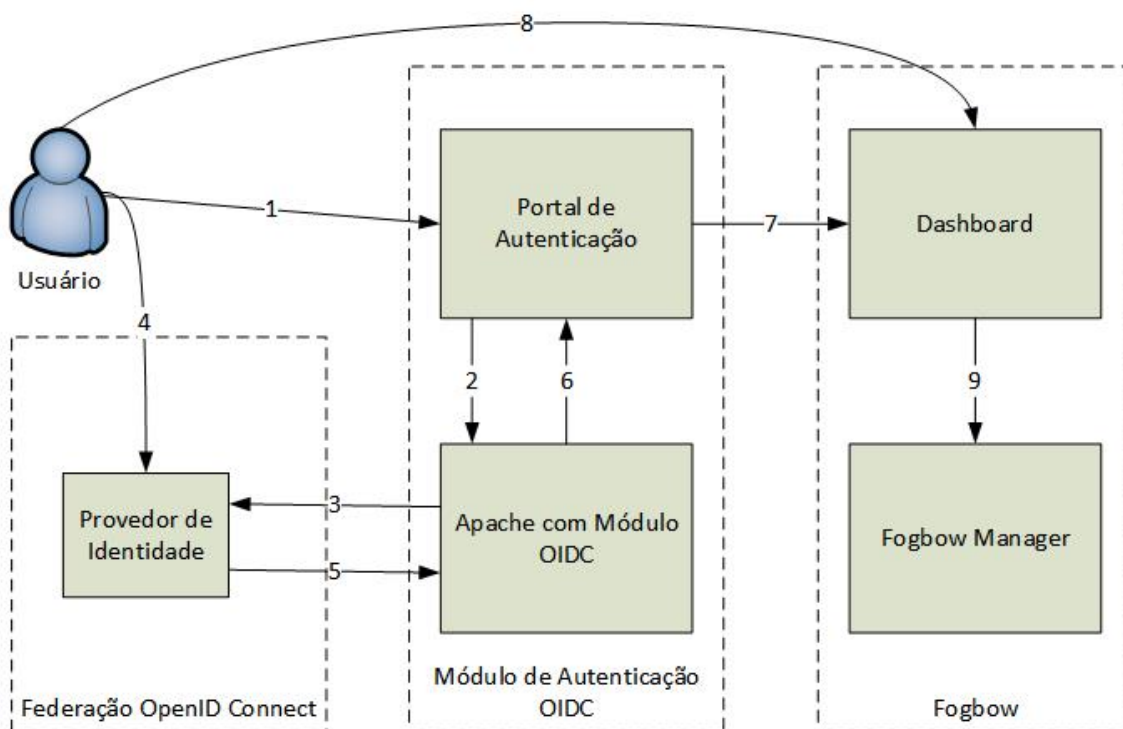 8
Portal de
Autenticação
Dashboard
1
7
Usuário
4
2
6
9
Provedor de
Identidade
3
5
Apache com Módulo
OIDC
Fogbow Manager
Federação OpenID Connect
Módulo de Autenticação
OIDC
Fogbow